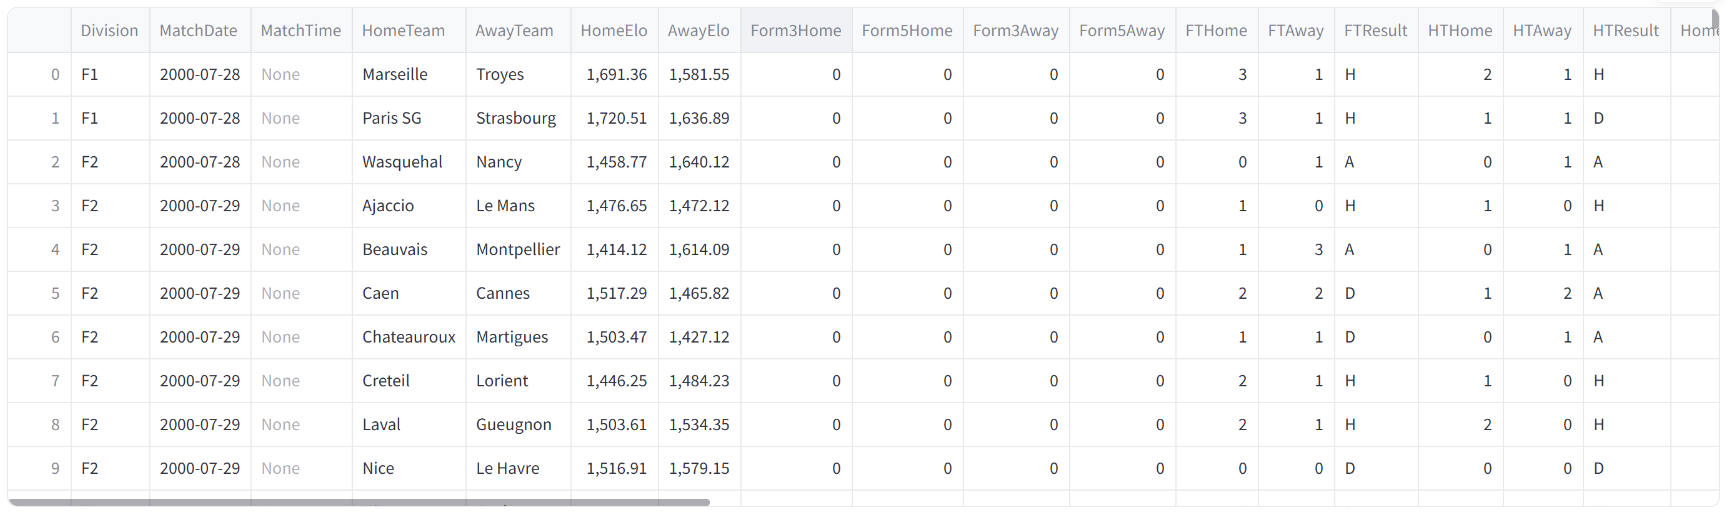 Division MatchDate MatchTime HomeTeam AwayTeam HomeElo AwayElo Form3Home Form5Home Form3Away Form5Away FTHome FTAway FTResult HTHome HTAway HTResult
0 F1 2000-07-28 None Marseille Troyes 1,691.36 1,581.55 0 0 0 0 3 1 H 2 1 H
1 F1 2000-07-28 None Paris SG Strasbourg 1,720.51 1,636.89 0 0 0 0 3 1 H 1 1 D
2 F2 2000-07-28 None Wasquehal Nancy 1,458.77 1,640.12 0 0 0 0 0 1 A 0 1 A
3 F2 2000-07-29 None Ajaccio Le Mans 1,476.65 1,472.12 0 0 0 0 1 0 H 1 0 H
4 F2 2000-07-29 None Beauvais Montpellier 1,414.12 1,614.09 0 0 0 0 1 3 A 0 1 A
5 F2 2000-07-29 None Caen Cannes 1,517.29 1,465.82 0 0 0 0 2 2 D 1 2 A
6 F2 2000-07-29 None Chateauroux Martigues 1,503.47 1,427.12 0 0 0 0 1 1 D 0 1 A
7 F2 2000-07-29 None Creteil Lorient 1,446.25 1,484.23 0 0 0 0 2 1 H 1 0 H
8 F2 2000-07-29 None Laval Gueugnon 1,503.61 1,534.35 0 0 0 0 2 1 H 2 0 H
9 F2 2000-07-29 None Nice Le Havre 1,516.91 1,579.15 0 0 0 0 0 0 D 0 0 D